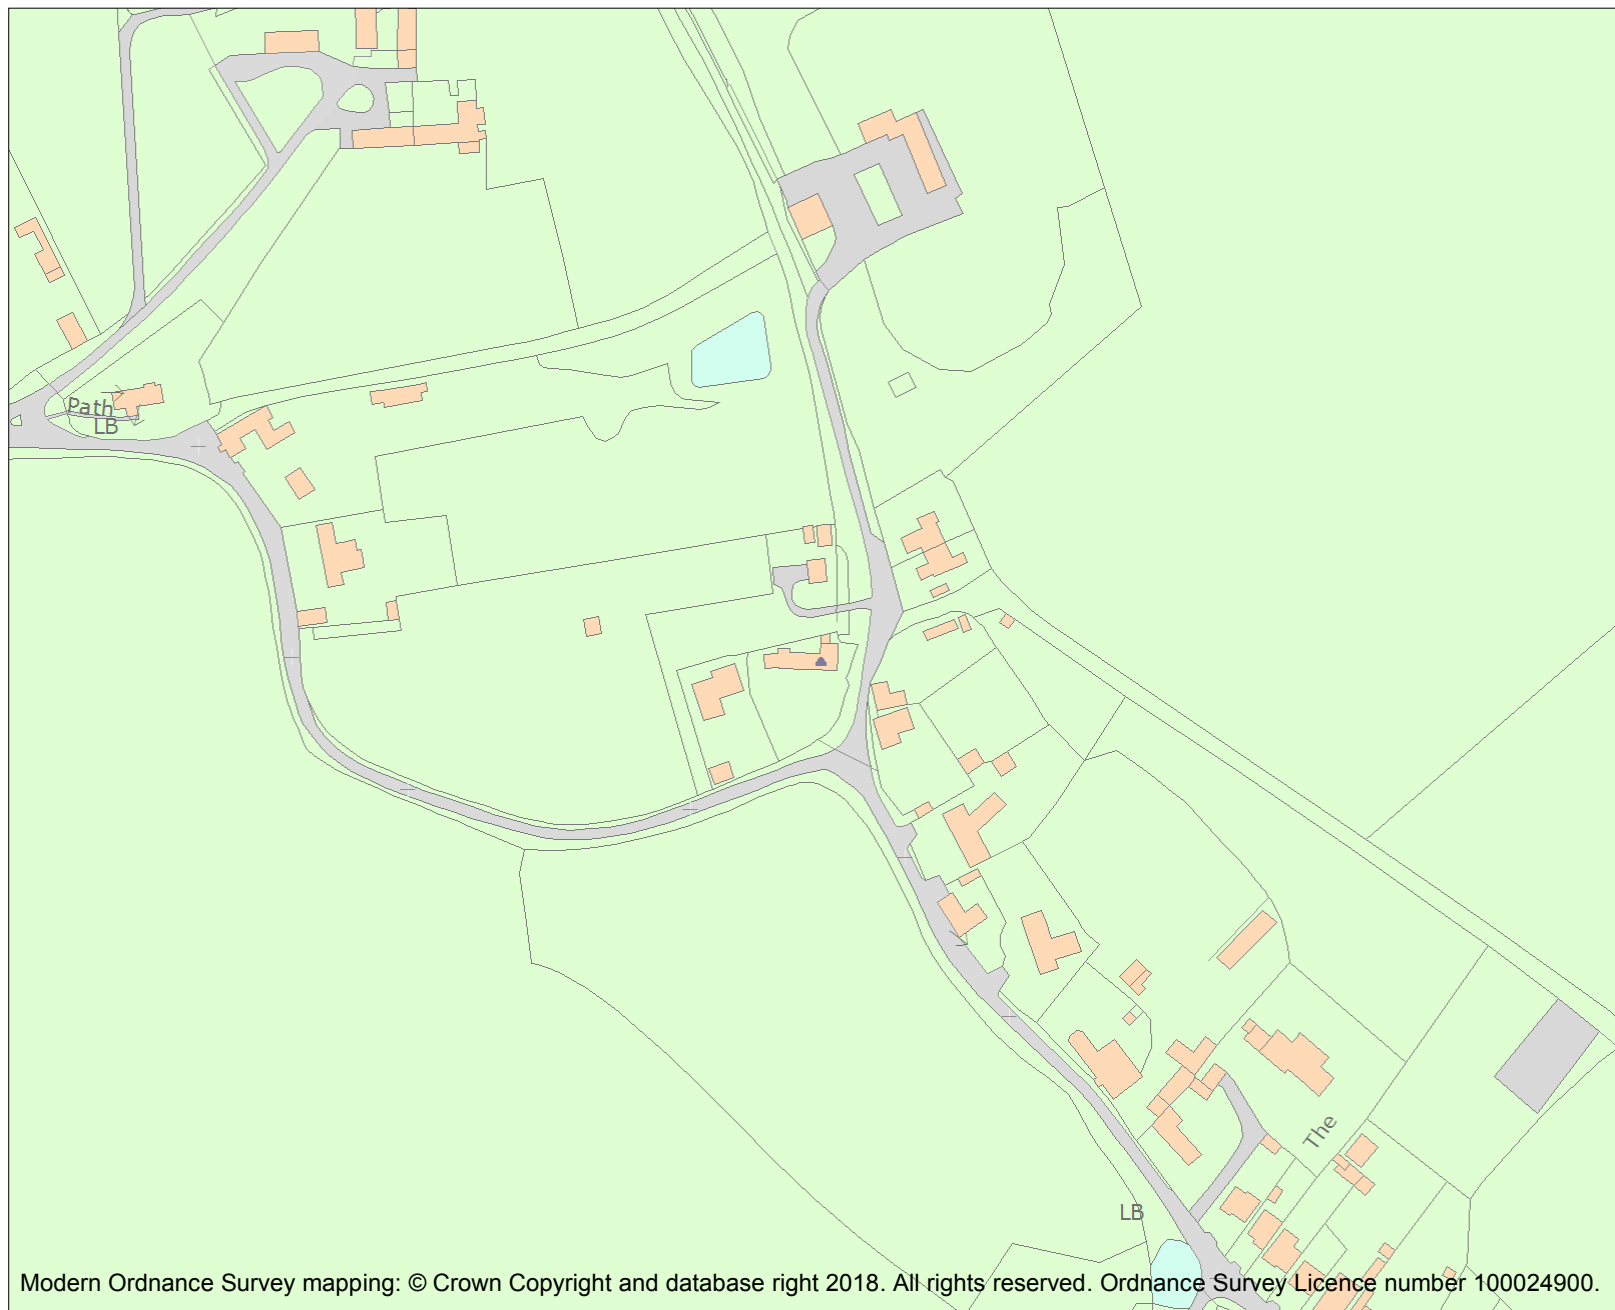 Path
LB
The
LB
Modern Ordnance Survey mapping: © Crown Copyright and database right 2018. All rights reserved. Ordnance Survey Licence number 100024900.